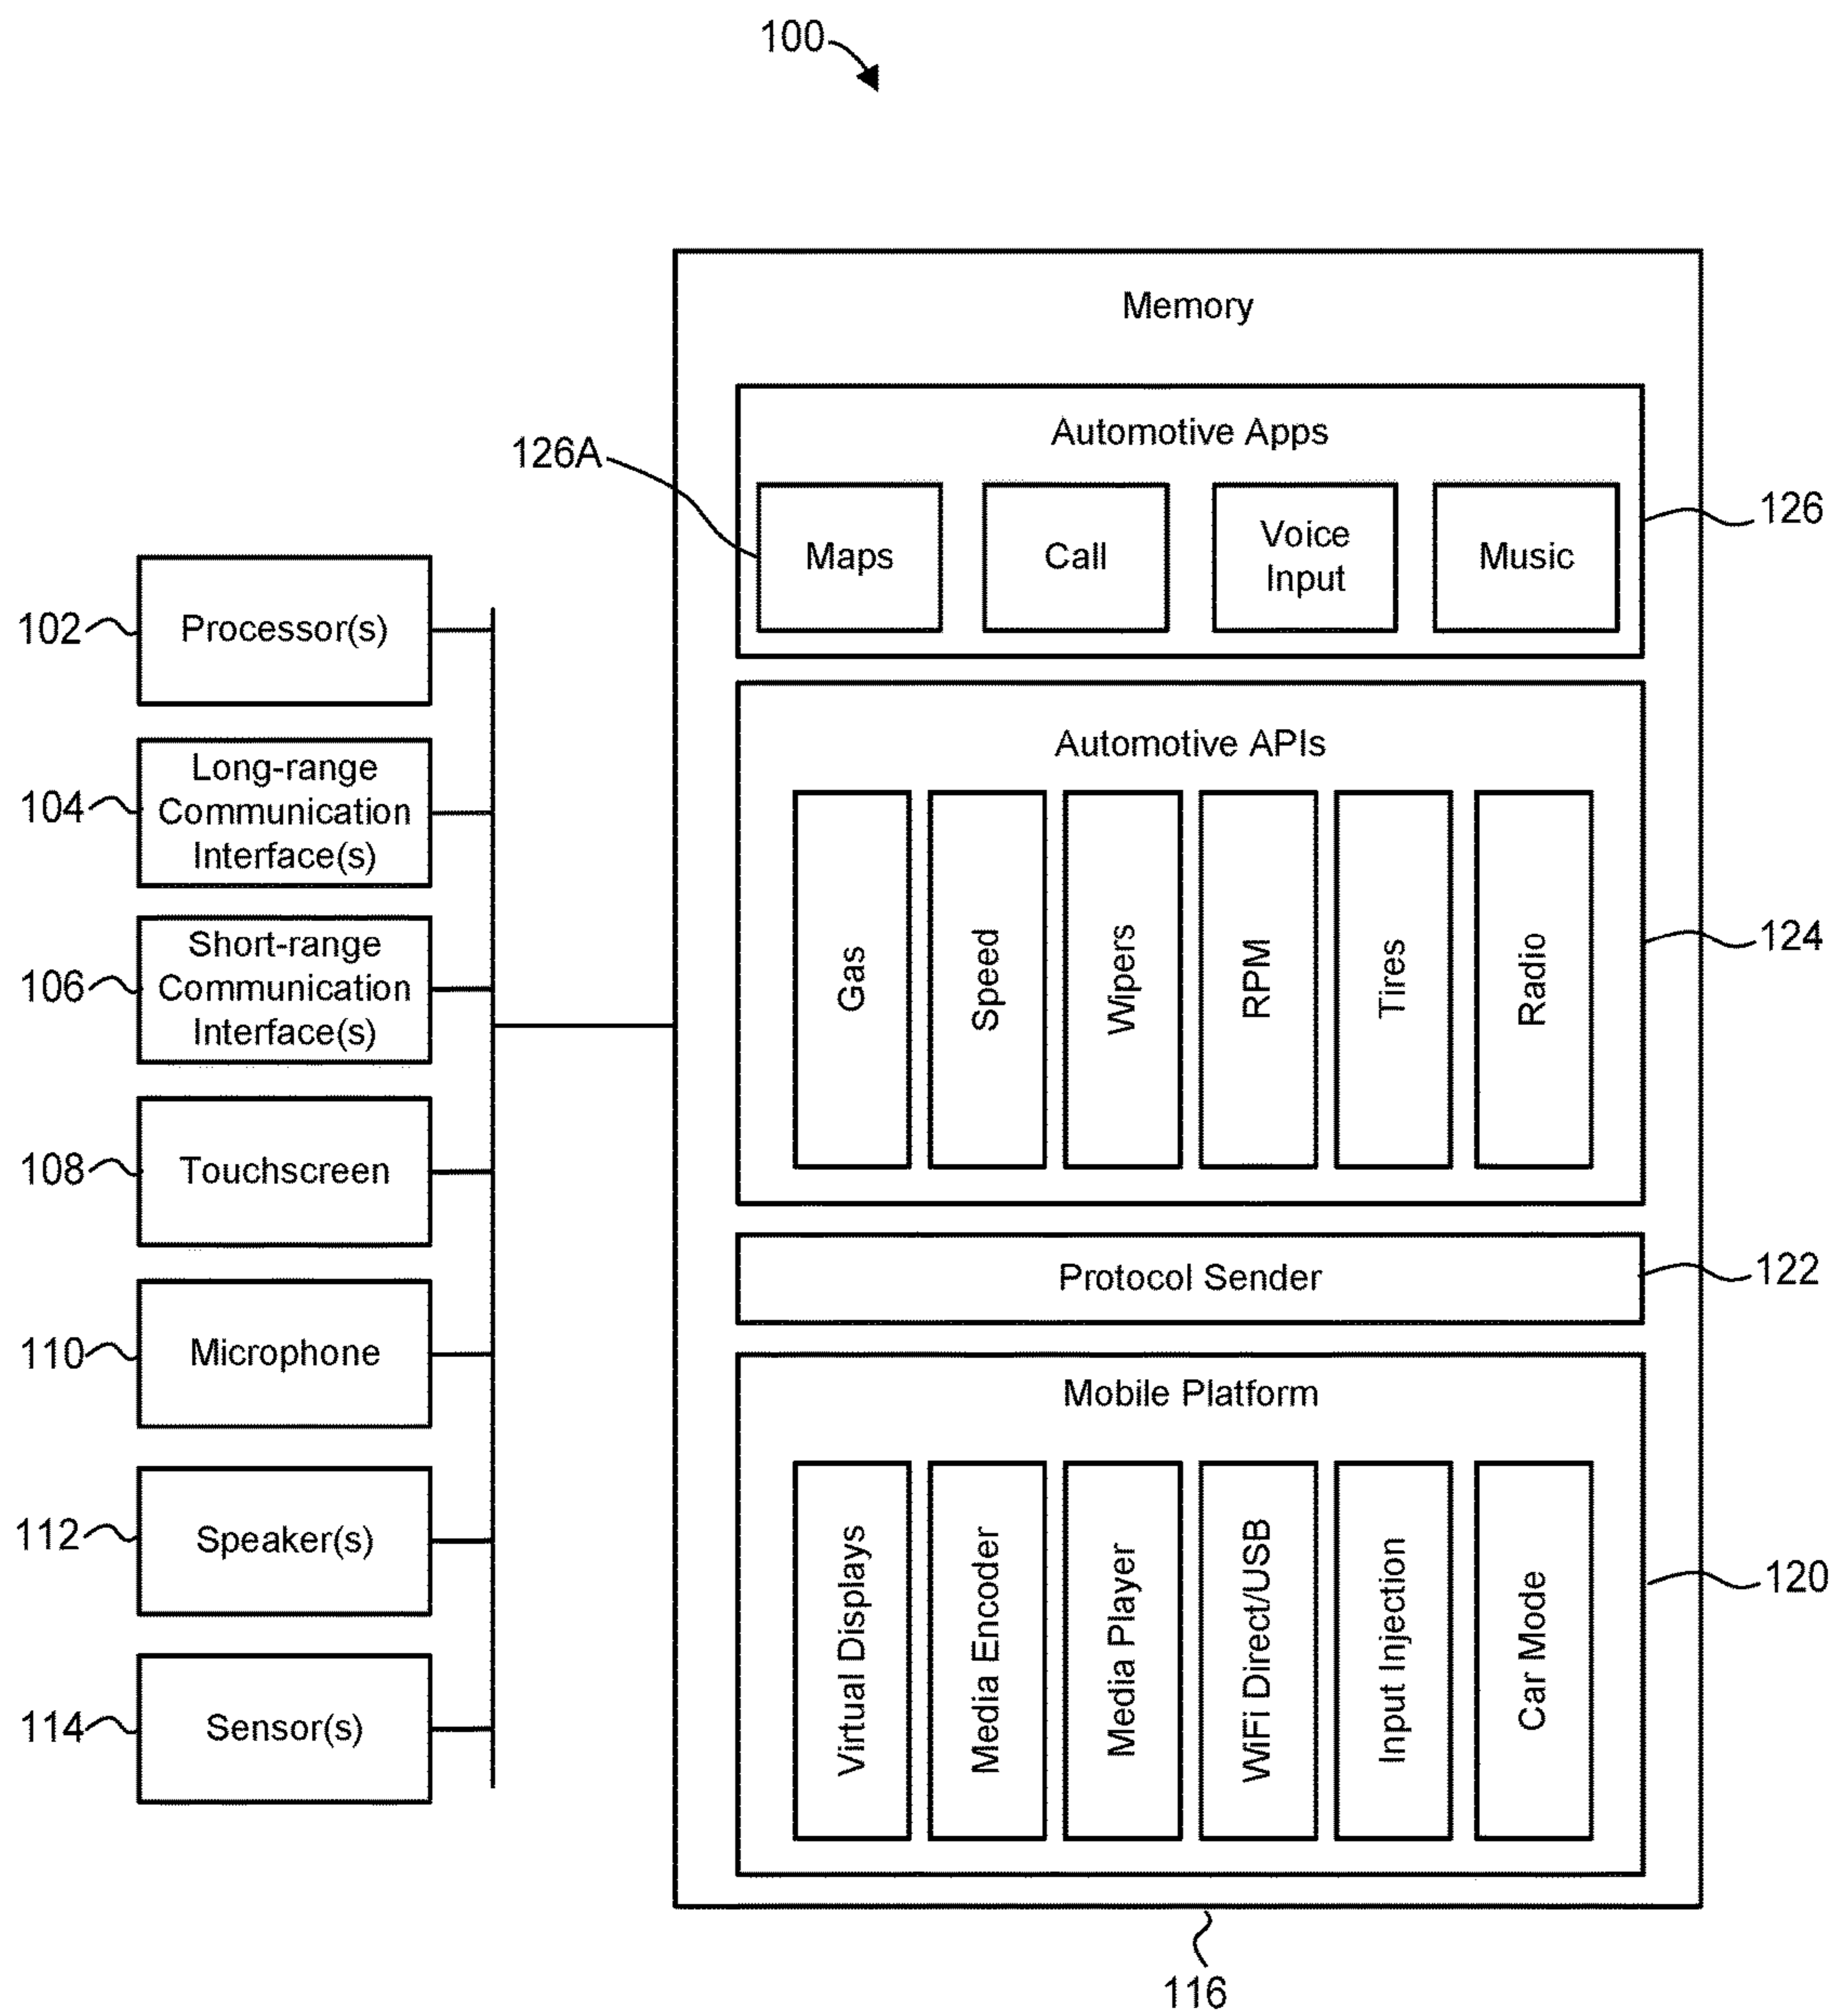 100
Memory
Automotive Apps
126A
Maps
Call
Voice
Input
Music
126
102
Processor(s)
104
Long-range
Communication
Interface(s)
106
Short-range
Communication
Interface(s)
108
Touchscreen
110
Microphone
112
Speaker(s)
114
Sensor(s)
Automotive APIs
Gas
Speed
Wipers
RPM
Tires
Radio
124
Protocol Sender
122
Mobile Platform
Virtual Displays
Media Encoder
Media Player
WiFi Direct/USB
Input Injection
Car Mode
120
116